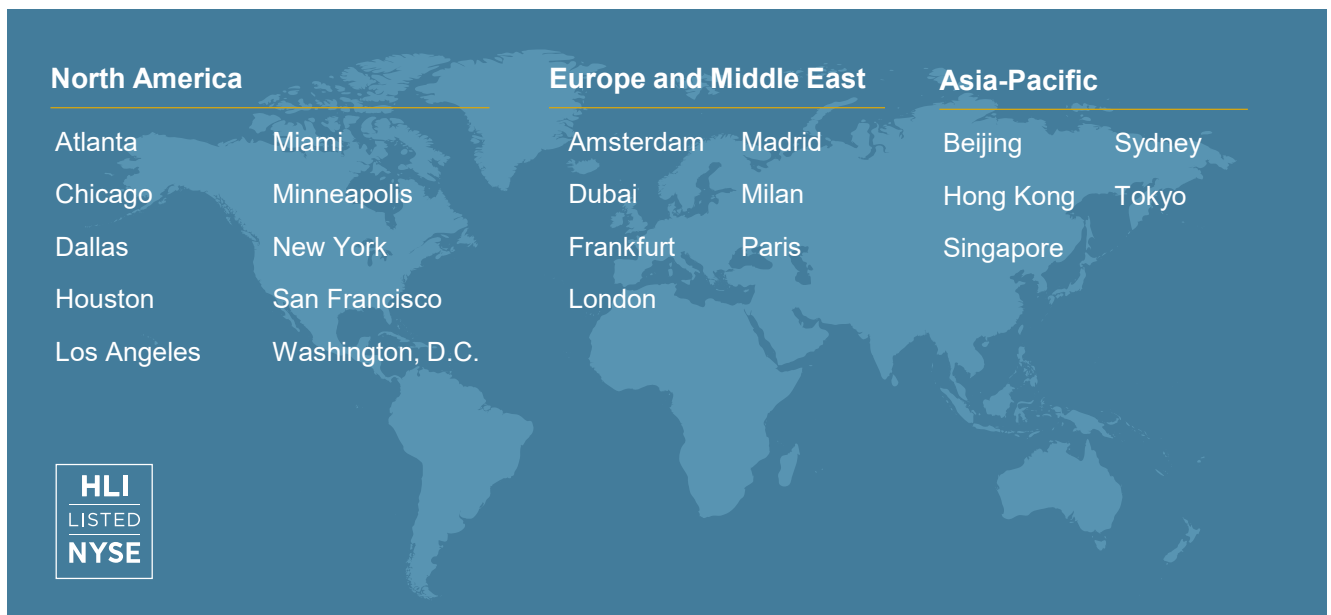 North America
Atlanta
Chicago
Dallas
Houston
Los Angeles
Miami
Minneapolis
New York
San Francisco
Washington, D.C.
Europe and Middle East
Amsterdam
Dubai
Frankfurt
London
Madrid
Milan
Paris
Asia-Pacific
Beijing
Hong Kong
Singapore
Sydney
Tokyo
HLI
LISTED
NYSE